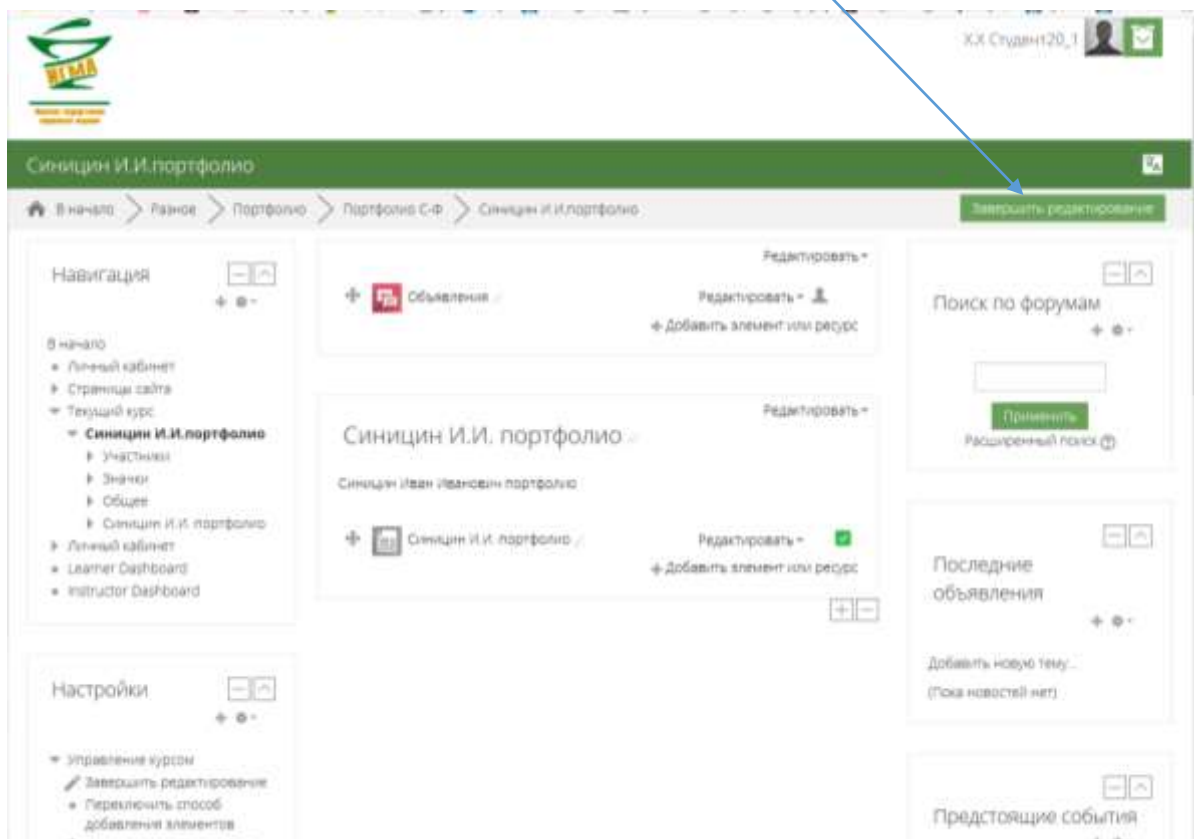 ИГМА
Х.Х Студент20_1
Синицин И.И.портфолио
В начало
Разное
Портфолио
Портфолио С-Ф
Синицин И.И.портфолио
Завершить редактирование
Навигация
В начало
Личный кабинет
Страницы сайта
Текущий курс
Синицин И.И.портфолио
Участники
Значки
Общее
Синицин И.И. портфолио
Личный кабинет
Learner Dashboard
Instructor Dashboard
Настройки
Управление курсом
Завершить редактирование
Переключить способ
добавления элементов
Редактировать
Объявления
Редактировать
Добавить элемент или ресурс
Редактировать
Синицин И.И. портфолио
Синицин Иван Иванович портфолио
Синицин И.И. портфолио
Редактировать
Добавить элемент или ресурс
Поиск по форумам
Применить
Расширенный поиск
Последние
объявления
Добавить новую тему...
(Пока новостей нет)
Предстоящие события